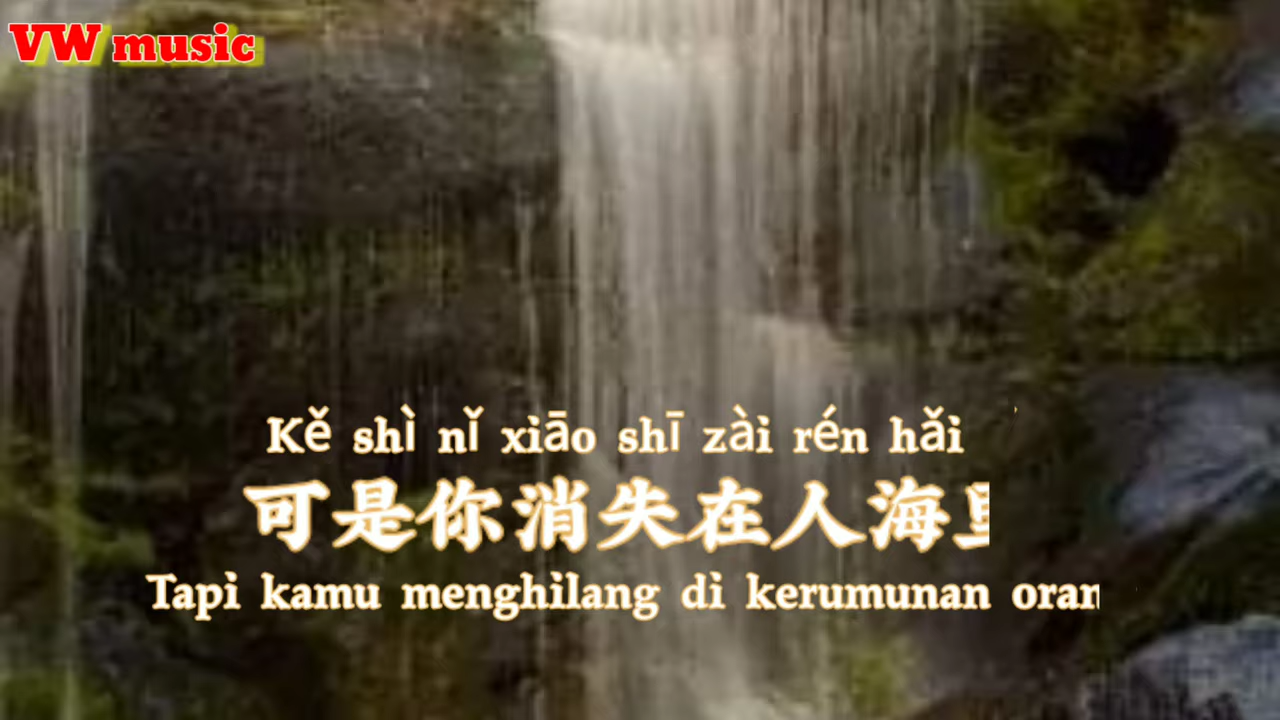 VW music
Kě shì nǐ xiāo shī zài rén hǎi
可是你消失在人海
Tapi kamu menghilang di kerumunan